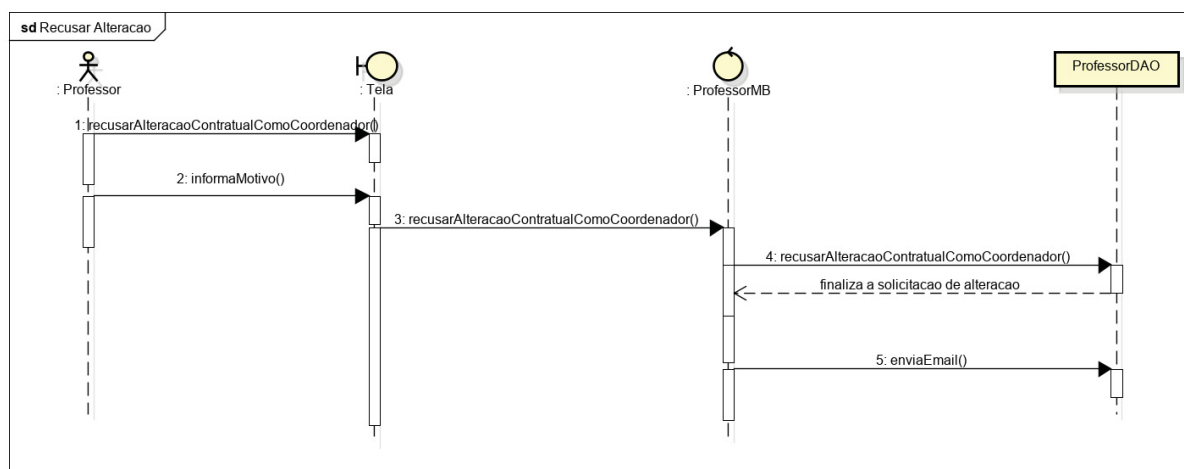 sd Recusar Alteracao
: Professor
: Tela
: ProfessorMB
ProfessorDAO
1: recusarAlteracaoContratualComoCoordenador()
2: informaMotivo()
3: recusarAlteracaoContratualComoCoordenador()
4: recusarAlteracaoContratualComoCoordenador()
finaliza a solicitacao de alteracao
5: enviaEmail()